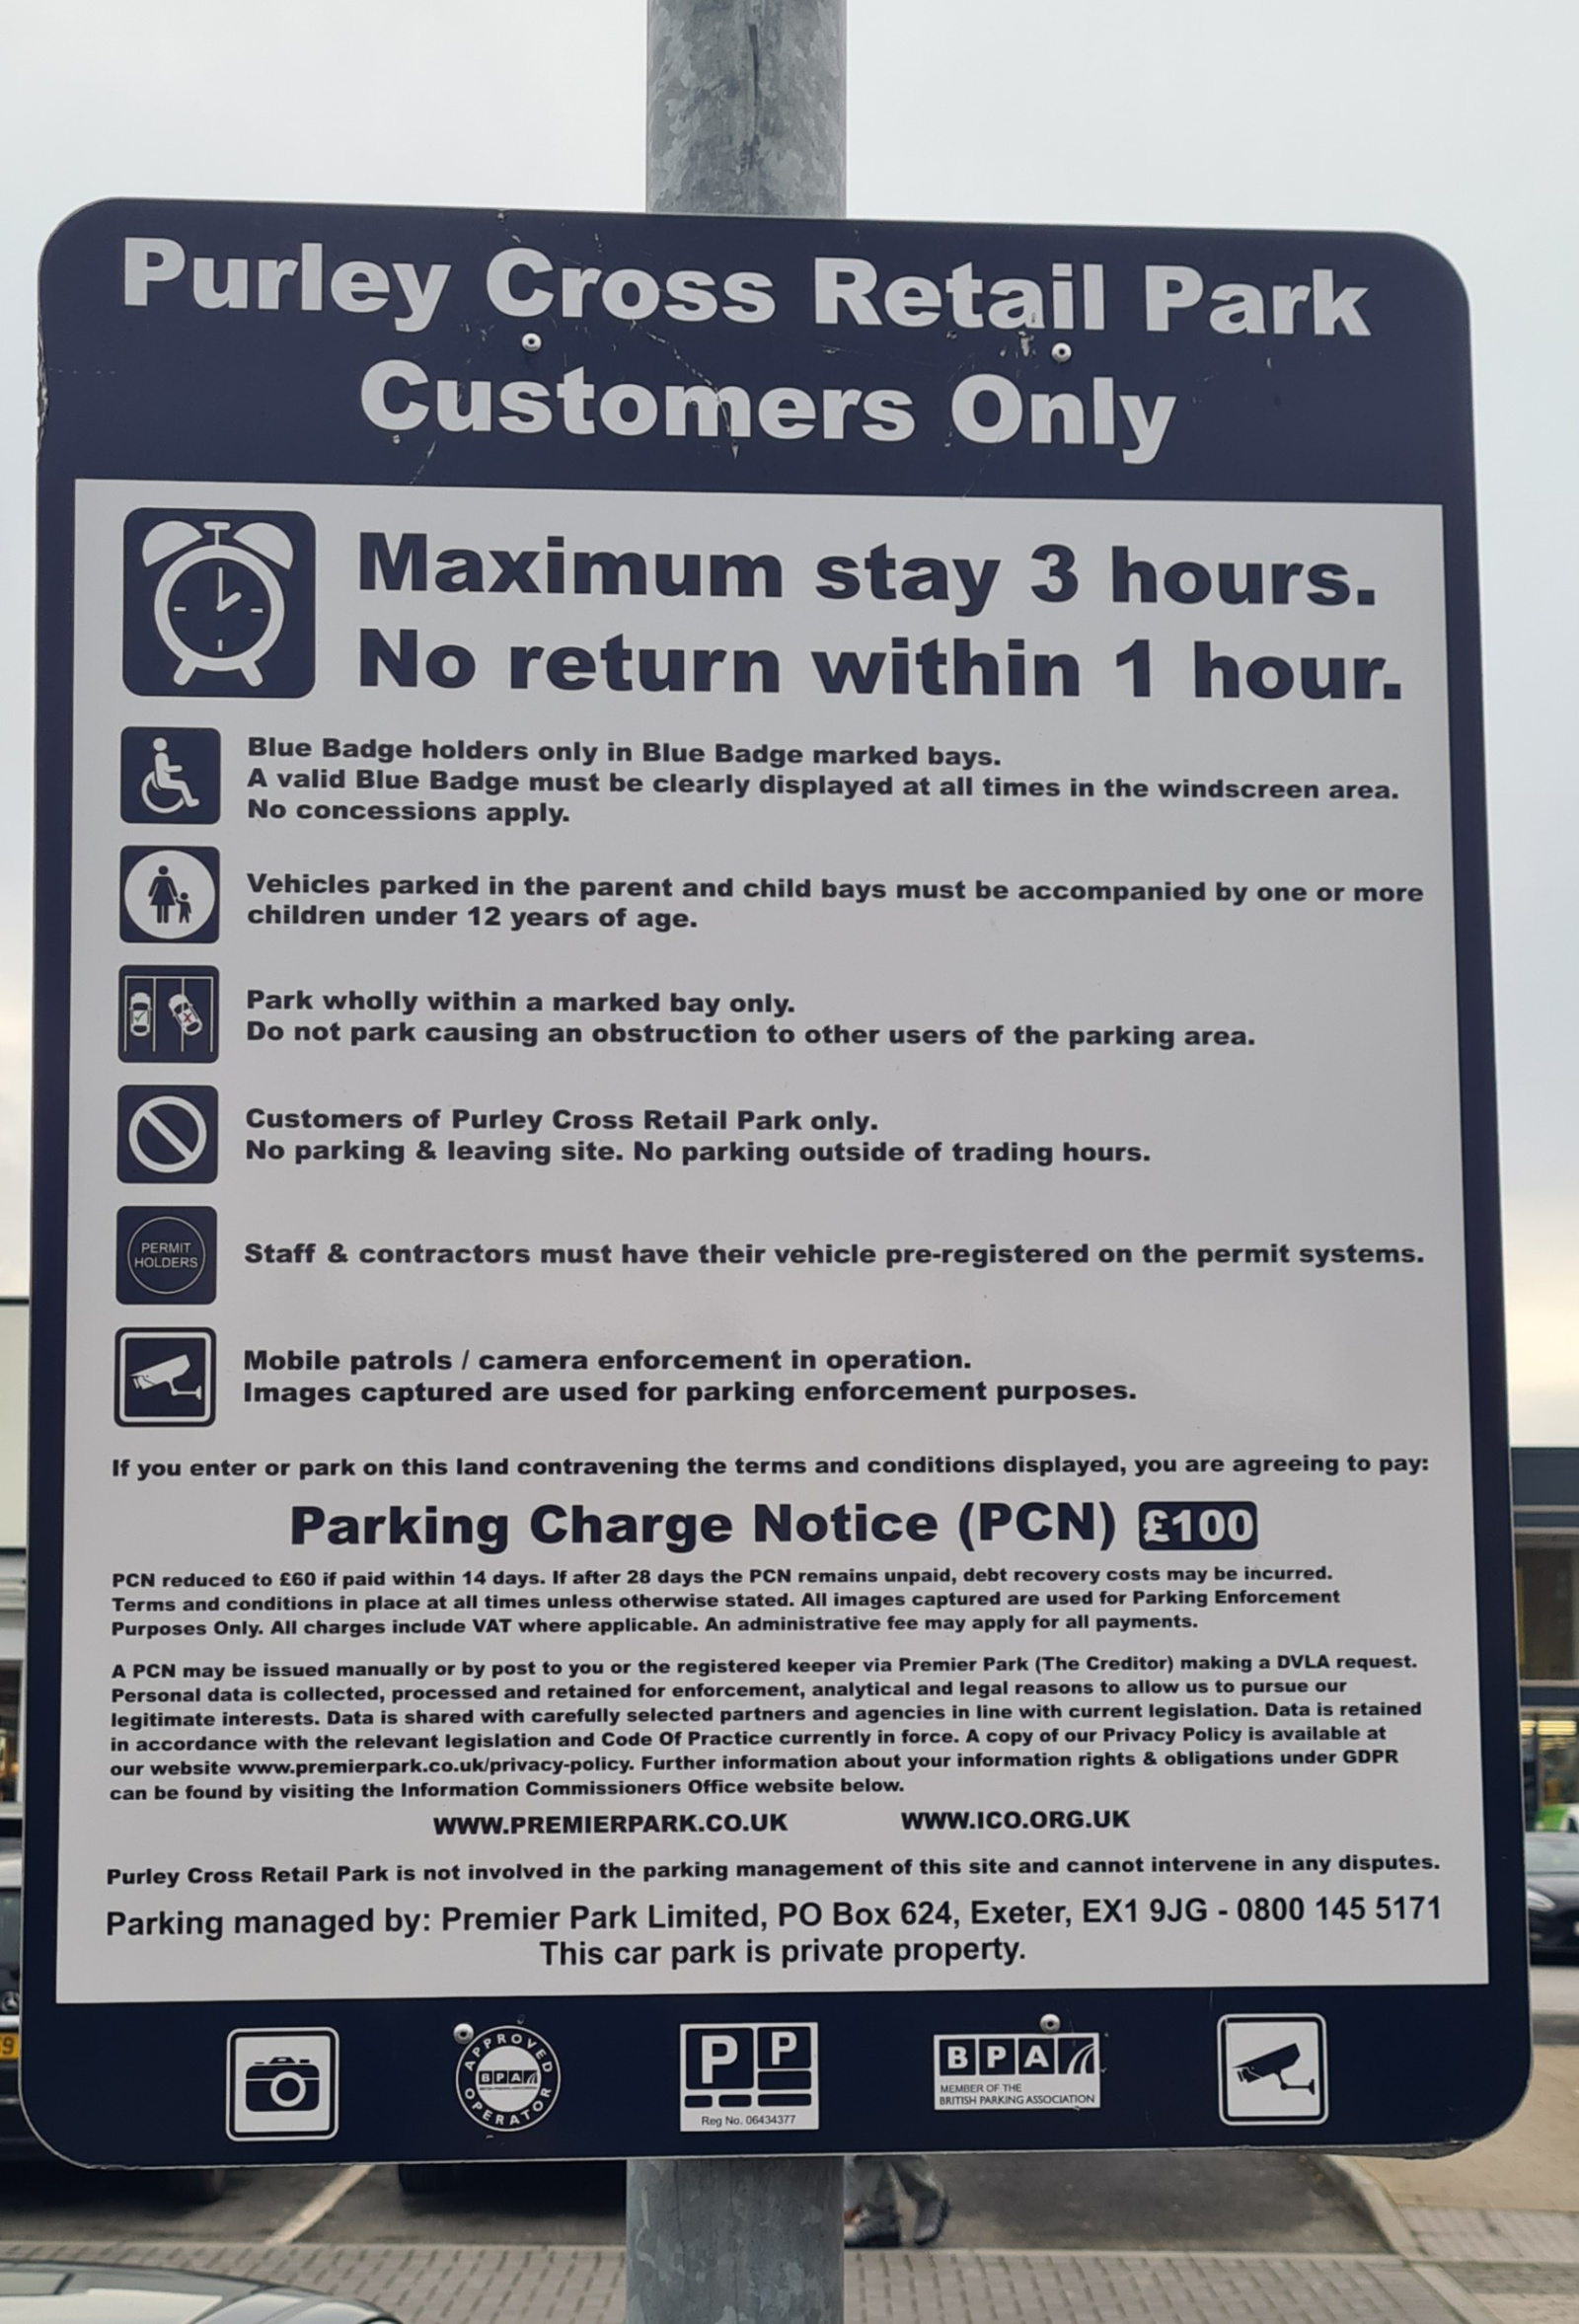 Purley Cross Retail Park
Customers Only
Maximum stay 3 hours.
No return within 1 hour.
Blue Badge holders only in Blue Badge marked bays.
A valid Blue Badge must be clearly displayed at all times in the windscreen area.
No concessions apply.
Vehicles parked in the parent and child bays must be accompanied by one or more
children under 12 years of age.
Park wholly within a marked bay only.
Do not park causing an obstruction to other users of the parking area.
Customers of Purley Cross Retail Park only.
No parking & leaving site. No parking outside of trading hours.
PERMIT
HOLDERS
Staff & contractors must have their vehicle pre-registered on the permit systems.
Mobile patrols / camera enforcement in operation.
Images captured are used for parking enforcement purposes.
If you enter or park on this land contravening the terms and conditions displayed, you are agreeing to pay:
Parking Charge Notice (PCN) £100
PCN reduced to £60 if paid within 14 days. If after 28 days the PCN remains unpaid, debt recovery costs may be incurred.
Terms and conditions in place at all times unless otherwise stated. All images captured are used for Parking Enforcement
Purposes Only. All charges include VAT where applicable. An administrative fee may apply for all payments.
A PCN may be issued manually or by post to you or the registered keeper via Premier Park (The Creditor) making a DVLA request.
Personal data is collected, processed and retained for enforcement, analytical and legal reasons to allow us to pursue our
legitimate interests. Data is shared with carefully selected partners and agencies in line with current legislation. Data is retained
in accordance with the relevant legislation and Code Of Practice currently in force. A copy of our Privacy Policy is available at
our website www.premierpark.co.uk/privacy-policy. Further information about your information rights & obligations under GDPR
can be found by visiting the Information Commissioners Office website below.
WWW.PREMIERPARK.CO.UK WWW.ICO.ORG.UK
Purley Cross Retail Park is not involved in the parking management of this site and cannot intervene in any disputes.
Parking managed by: Premier Park Limited, PO Box 624, Exeter, EX1 9JG - 0800 145 5171
This car park is private property.
APPROVED
BPA
OPERATOR
P P
Reg No. 06434377
BPA
MEMBER OF THE
BRITISH PARKING ASSOCIATION